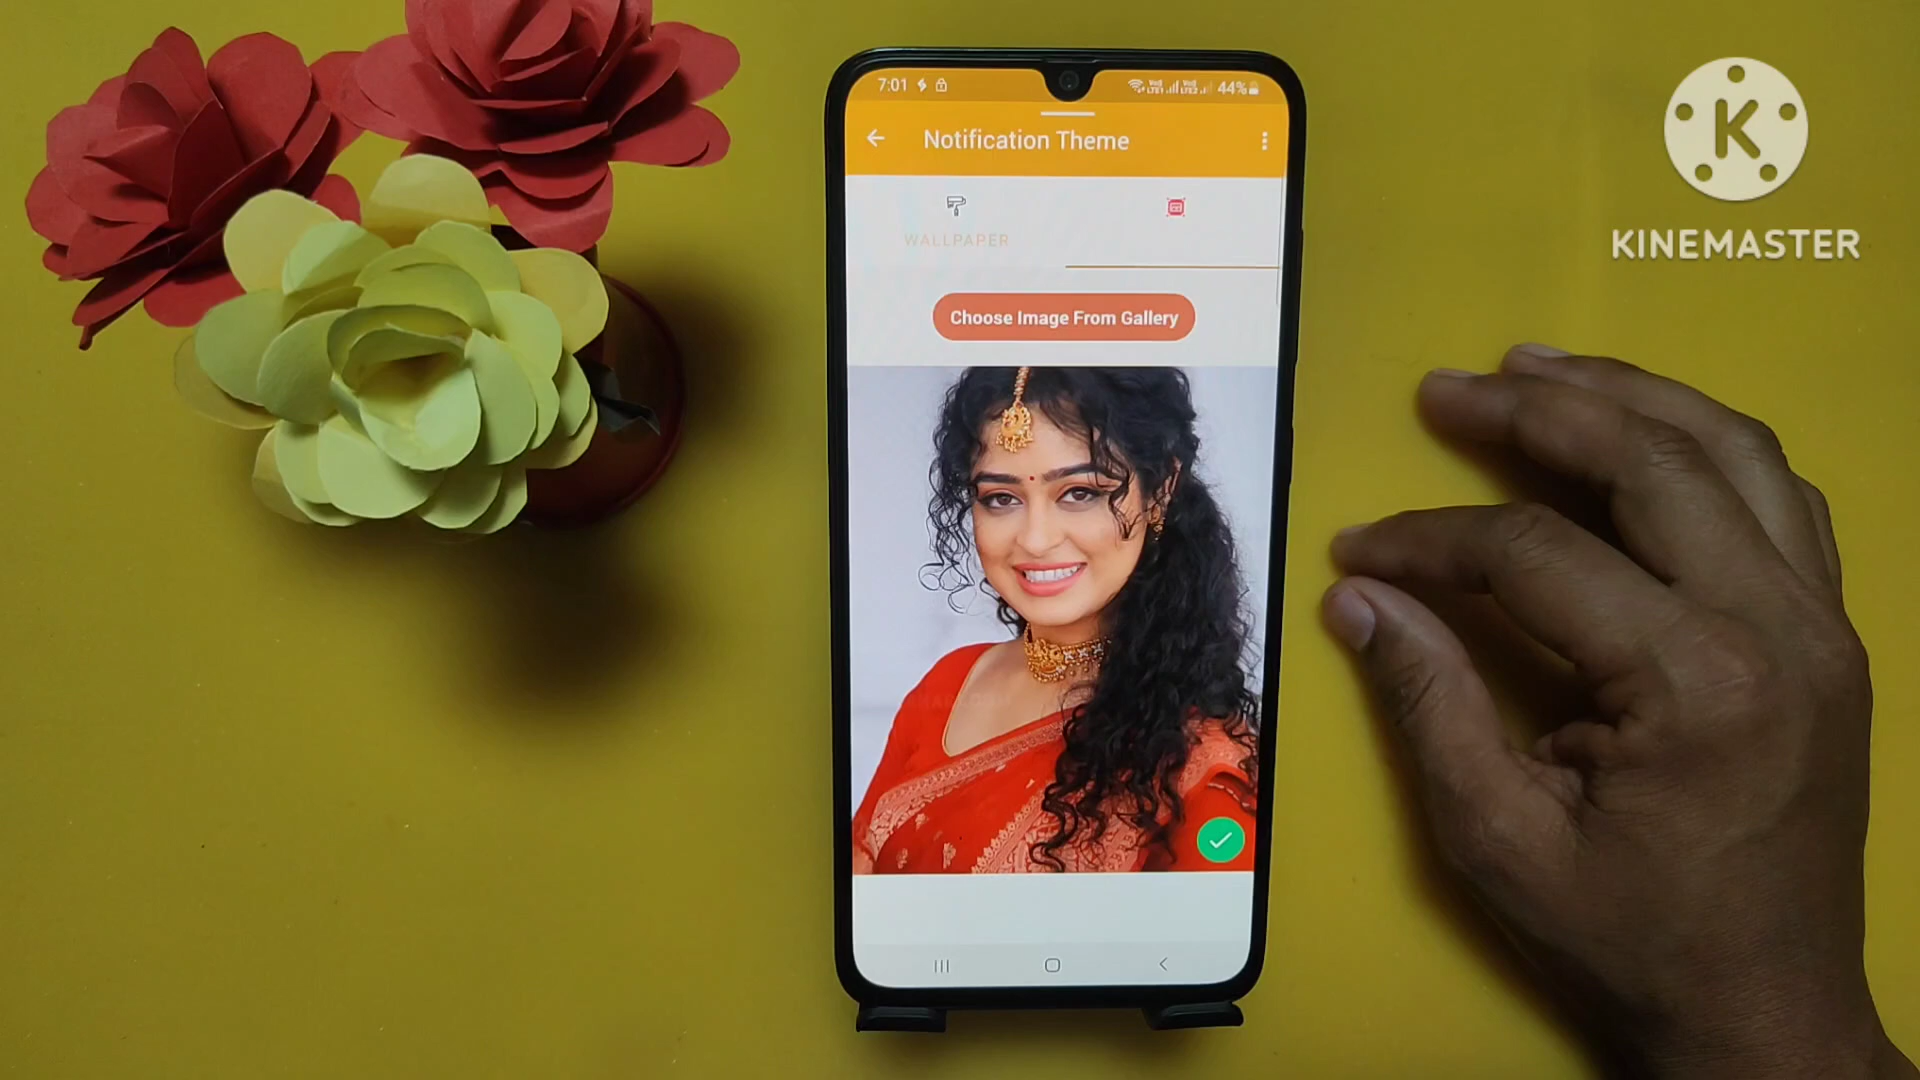 7:01
44%
Notification Theme
WALLPAPER
Choose Image From Gallery
K
KINEMASTER